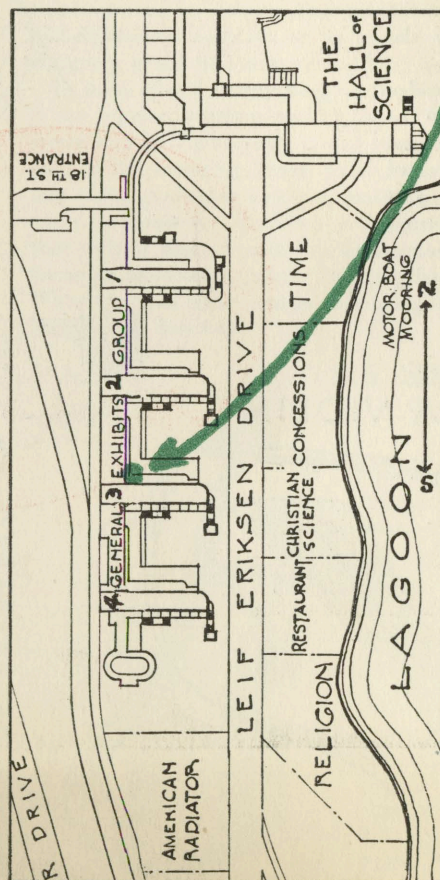 THE
HALL OF
SCIENCE
18TH ST.
ENTRANCE
GENERAL EXHIBITS GROUP
1
2
3
4
LEIF ERIKSEN DRIVE
TIME
CONCESSIONS
CHRISTIAN
SCIENCE
RESTAURANT
RELIGION
AMERICAN
RADIATOR
MOTOR BOAT
MOORING
S N
LAGOON
R DRIVE